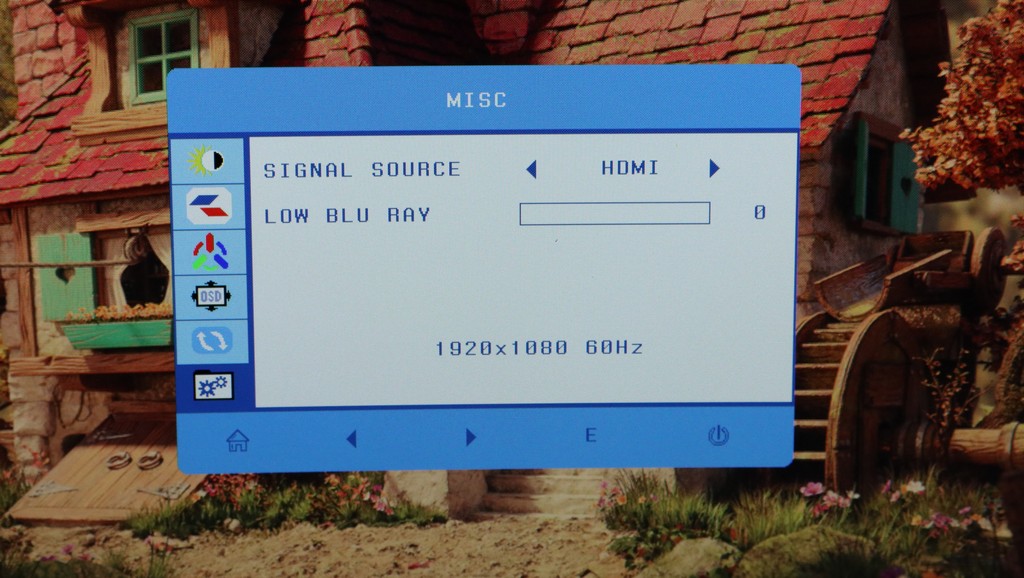 MISC
SIGNAL SOURCE HDMI
LOW BLU RAY 0
OSD
1920x1080 60Hz
E